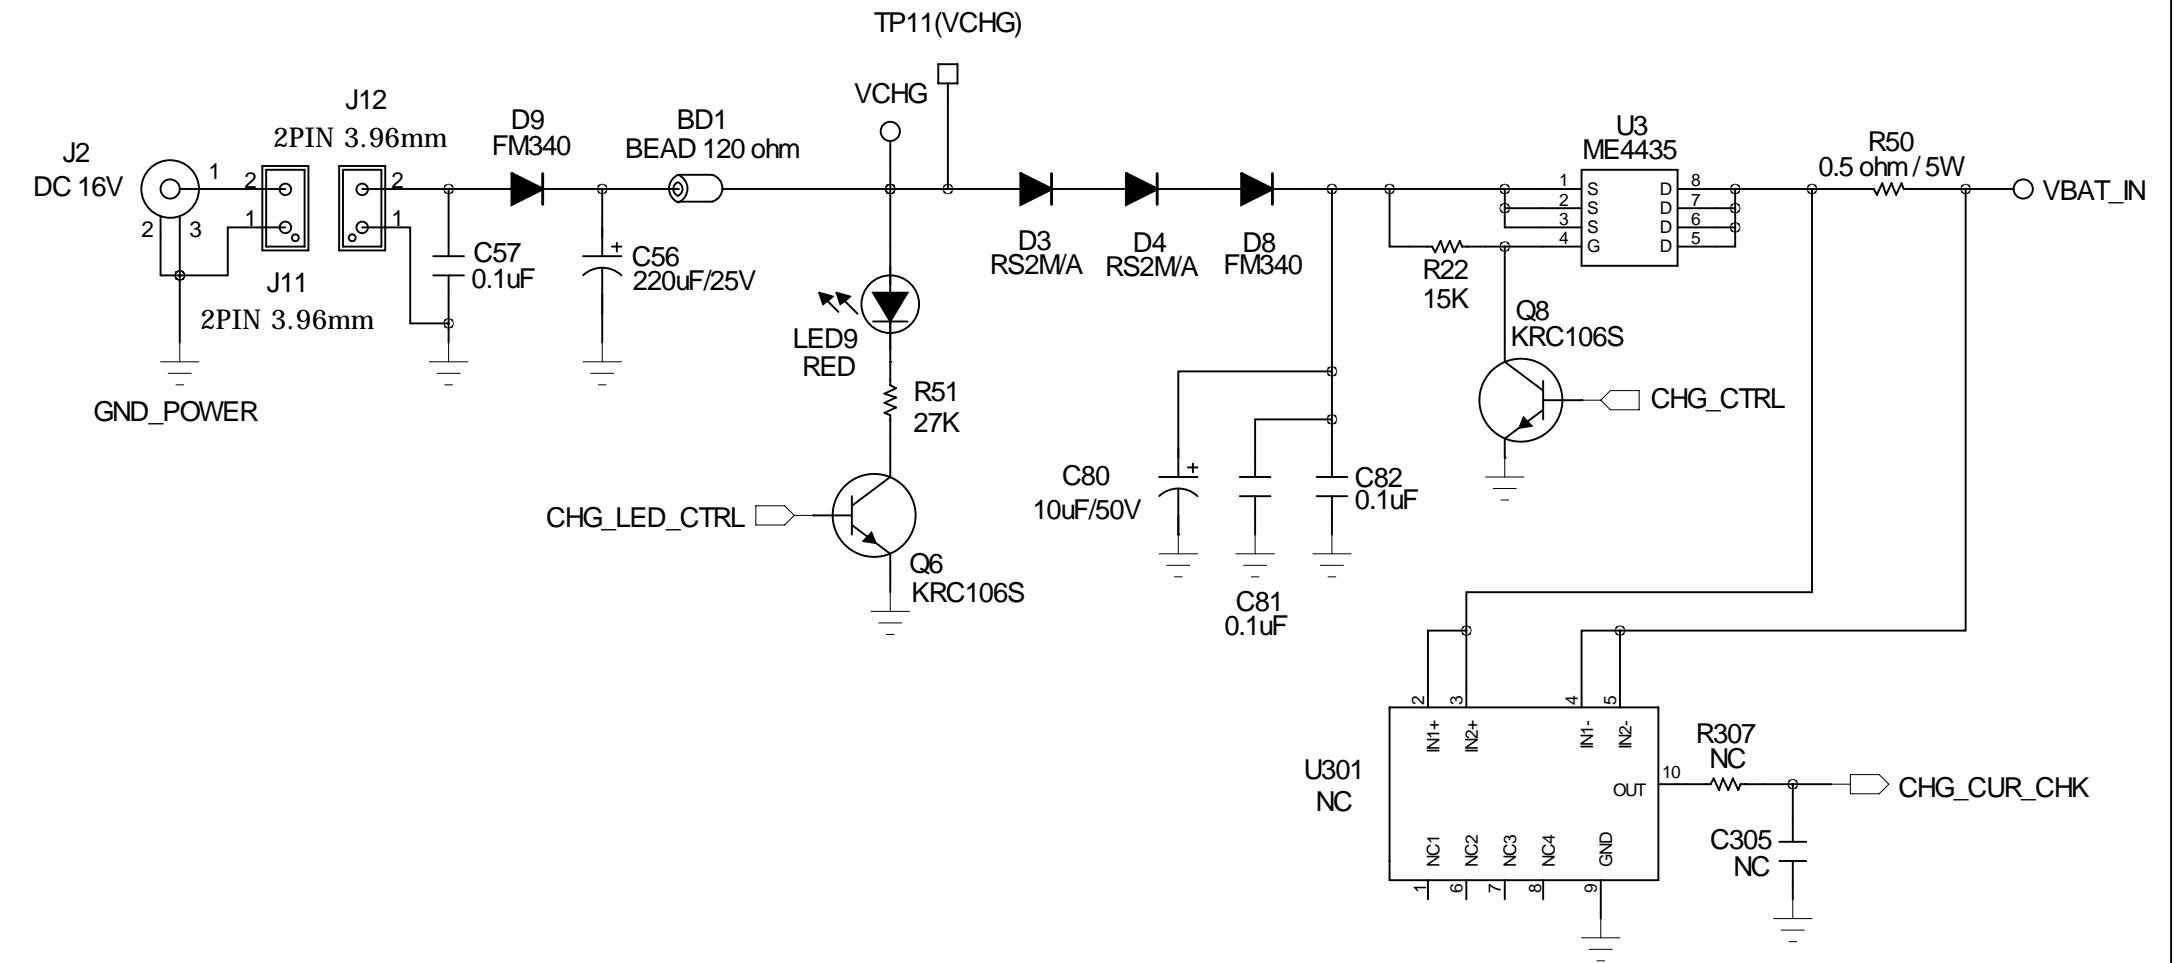 TP11(VCHG)
VCHG
J12
2PIN 3.96mm
J2
DC 16V
1
2
3
2
1
J11
2PIN 3.96mm
2
1
GND_POWER
D9
FM340
BD1
BEAD 120 ohm
C57
0.1uF
+
C56
220uF/25V
LED9
RED
R51
27K
CHG_LED_CTRL
Q6
KRC106S
D3
RS2M/A
D4
RS2M/A
D8
FM340
C80
10uF/50V
+
C81
0.1uF
C82
0.1uF
R22
15K
U3
ME4435
1 S D 8
2 S D 7
3 S D 6
4 G D 5
Q8
KRC106S
CHG_CTRL
R50
0.5 ohm / 5W
VBAT_IN
2 3 4 5
IN1+ IN2+ IN1- IN2-
U301
NC
OUT
10
NC1 NC2 NC3 NC4 GND
1 6 7 8 9
R307
NC
CHG_CUR_CHK
C305
NC